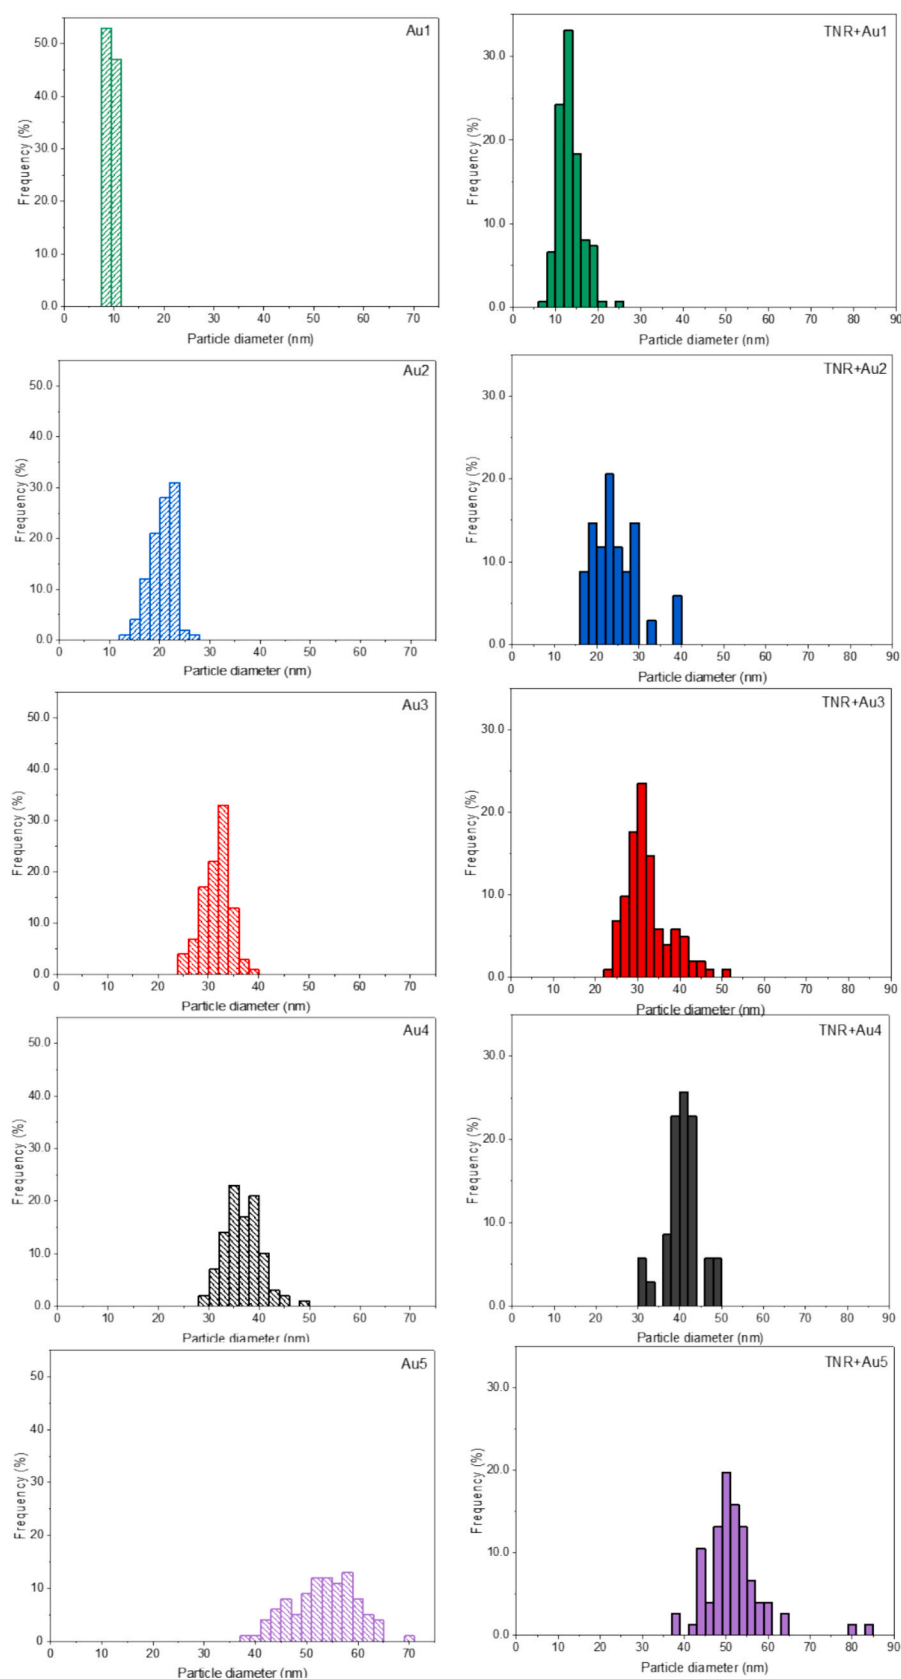 Au1
50.0
40.0
30.0
20.0
10.0
0.0
Frequency (%)
0 10 20 30 40 50 60 70
Particle diameter (nm)
TNR+Au1
30.0
20.0
10.0
0.0
Frequency (%)
0 10 20 30 40 50 60 70 80 90
Particle diameter (nm)
Au2
50.0
40.0
30.0
20.0
10.0
0.0
Frequency (%)
0 10 20 30 40 50 60 70
Particle diameter (nm)
TNR+Au2
30.0
20.0
10.0
0.0
Frequency (%)
0 10 20 30 40 50 60 70 80 90
Particle diameter (nm)
Au3
50.0
40.0
30.0
20.0
10.0
0.0
Frequency (%)
0 10 20 30 40 50 60 70
Particle diameter (nm)
TNR+Au3
30.0
20.0
10.0
0.0
Frequency (%)
0 10 20 30 40 50 60 70 80 90
Particle diameter (nm)
Au4
50.0
40.0
30.0
20.0
10.0
0.0
Frequency (%)
0 10 20 30 40 50 60 70
Particle diameter (nm)
TNR+Au4
30.0
20.0
10.0
0.0
Frequency (%)
0 10 20 30 40 50 60 70 80 90
Particle diameter (nm)
Au5
50
40
30
20
10
0
Frequency (%)
0 10 20 30 40 50 60 70
Particle diameter (nm)
TNR+Au5
30.0
20.0
10.0
0.0
Frequency (%)
0 10 20 30 40 50 60 70 80 90
Particle diameter (nm)